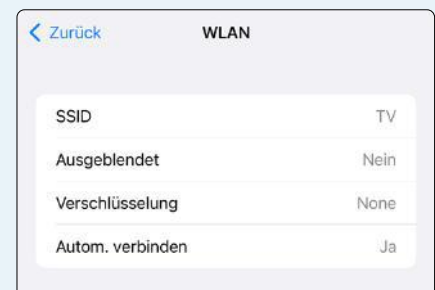 Zurück WLAN
SSID TV
Ausgeblendet Nein
Verschlüsselung None
Autom. verbinden Ja